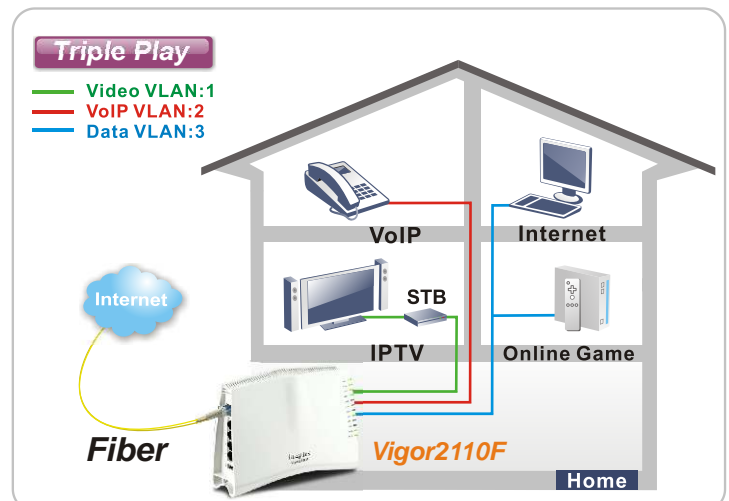 Triple Play
Video VLAN:1
VoIP VLAN:2
Data VLAN:3
VoIP
Internet
STB
Internet
IPTV
Online Game
Fiber
Vigor2110F
Home